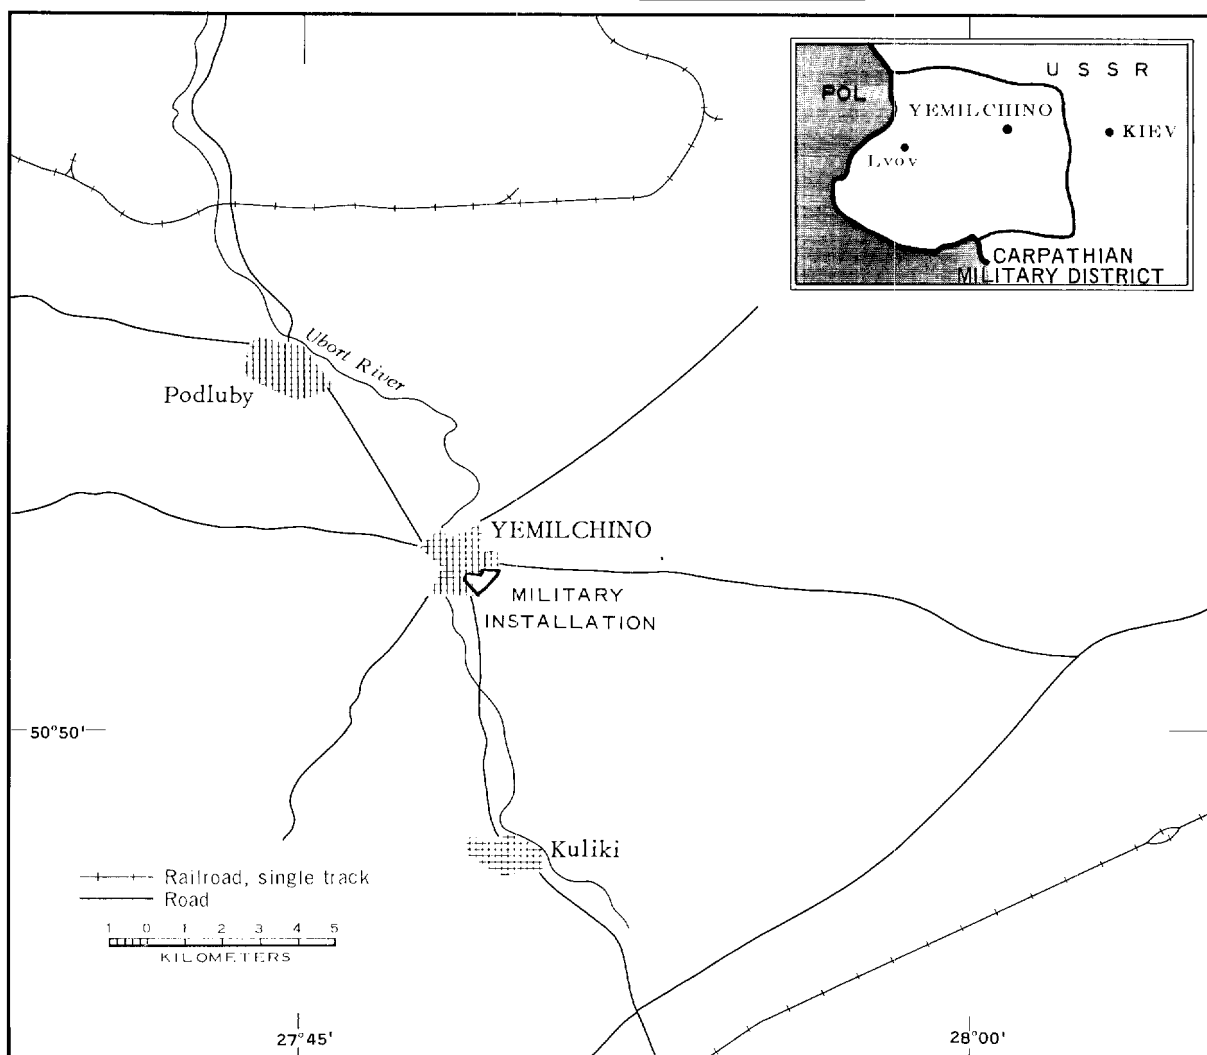 U S S R
POL
YEMILCHINO
KIEV
Lvov
CARPATHIAN
MILITARY DISTRICT
Ubort River
Podluby
YEMILCHINO
MILITARY
INSTALLATION
50°50'
Kuliki
Railroad, single track
Road
1 0 1 2 3 4 5
KILOMETERS
27°45'
28°00'